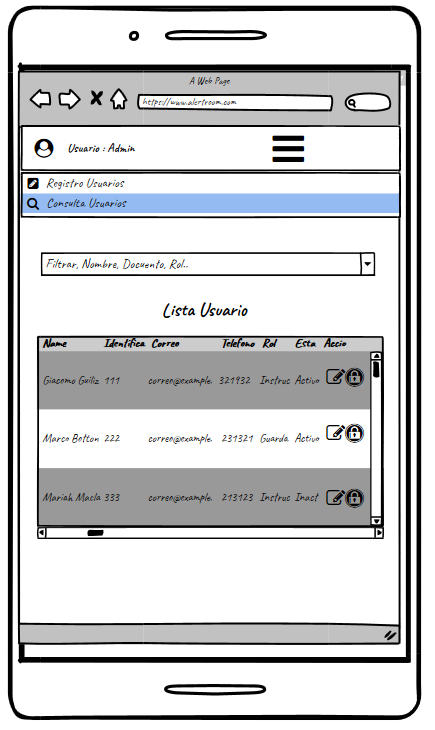 A Web Page
https://www.alertroom.com
Usuario : Admin
Registro Usuarios
Consulta Usuarios
Filtrar, Nombre, Docuento, Rol..
Lista Usuario
Name Identifica Correo Telefono Rol Esta Accio
Giacomo Guiliz 111 correo@example. 321932 Instruc Activo
Marco Botton 222 correo@example. 231321 Guarda Activo
Mariah Macla 333 correo@example. 213123 Instruc Inact